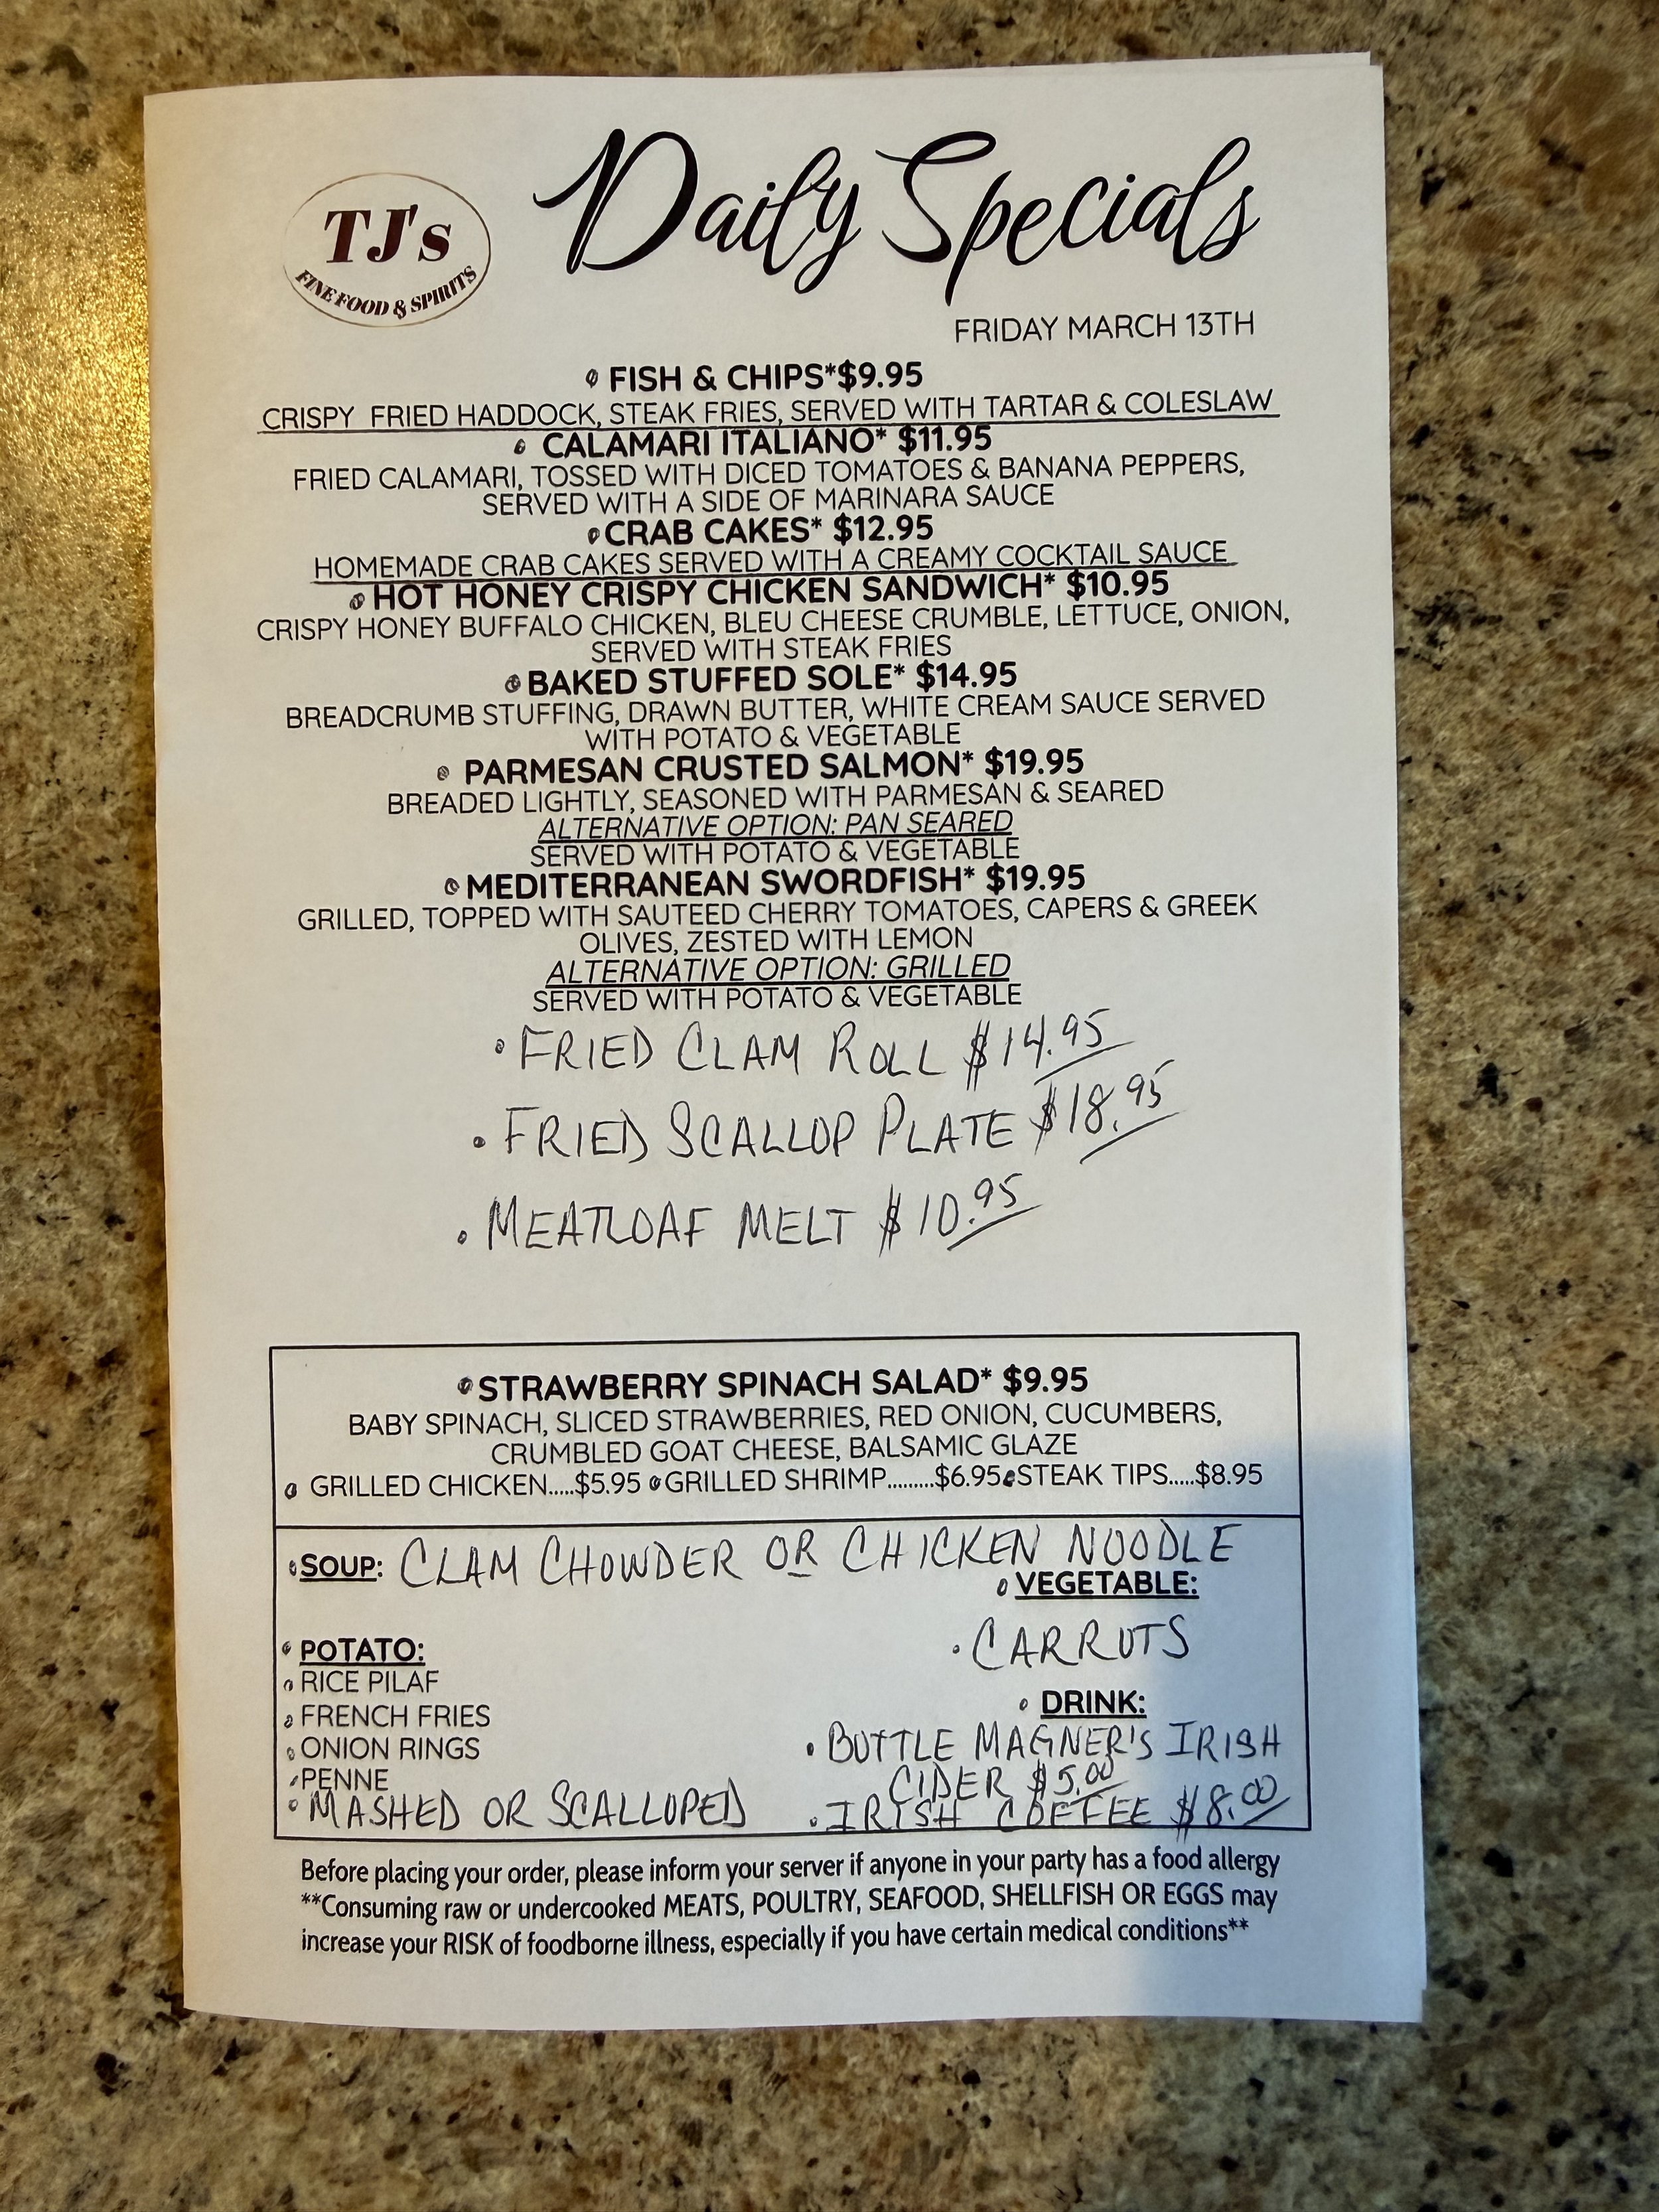 TJ's
FINE FOOD & SPIRITS
Daily Specials
FRIDAY MARCH 13TH
FISH & CHIPS*$9.95
CRISPY FRIED HADDOCK, STEAK FRIES, SERVED WITH TARTAR & COLESLAW
CALAMARI ITALIANO* $11.95
FRIED CALAMARI, TOSSED WITH DICED TOMATOES & BANANA PEPPERS,
SERVED WITH A SIDE OF MARINARA SAUCE
CRAB CAKES* $12.95
HOMEMADE CRAB CAKES SERVED WITH A CREAMY COCKTAIL SAUCE
HOT HONEY CRISPY CHICKEN SANDWICH* $10.95
CRISPY HONEY BUFFALO CHICKEN, BLEU CHEESE CRUMBLE, LETTUCE, ONION,
SERVED WITH STEAK FRIES
BAKED STUFFED SOLE* $14.95
BREADCRUMB STUFFING, DRAWN BUTTER, WHITE CREAM SAUCE SERVED
WITH POTATO & VEGETABLE
PARMESAN CRUSTED SALMON* $19.95
BREADED LIGHTLY, SEASONED WITH PARMESAN & SEARED
ALTERNATIVE OPTION: PAN SEARED
SERVED WITH POTATO & VEGETABLE
MEDITERRANEAN SWORDFISH* $19.95
GRILLED, TOPPED WITH SAUTEED CHERRY TOMATOES, CAPERS & GREEK
OLIVES, ZESTED WITH LEMON
ALTERNATIVE OPTION: GRILLED
SERVED WITH POTATO & VEGETABLE
• FRIED CLAM ROLL $14.95
• FRIED SCALLOP PLATE $18.95
• MEATLOAF MELT $10.95
STRAWBERRY SPINACH SALAD* $9.95
BABY SPINACH, SLICED STRAWBERRIES, RED ONION, CUCUMBERS,
CRUMBLED GOAT CHEESE, BALSAMIC GLAZE
GRILLED CHICKEN.....$5.95 GRILLED SHRIMP.........$6.95 STEAK TIPS.....$8.95
SOUP: CLAM CHOWDER OR CHICKEN NOODLE
VEGETABLE:
• CARROTS
POTATO:
RICE PILAF
FRENCH FRIES
ONION RINGS
PENNE
• MASHED OR SCALLOPED
DRINK:
• BOTTLE MAGNER'S IRISH
CIDER $5.00
• IRISH COFFEE $8.00
Before placing your order, please inform your server if anyone in your party has a food allergy
**Consuming raw or undercooked MEATS, POULTRY, SEAFOOD, SHELLFISH OR EGGS may
increase your RISK of foodborne illness, especially if you have certain medical conditions**